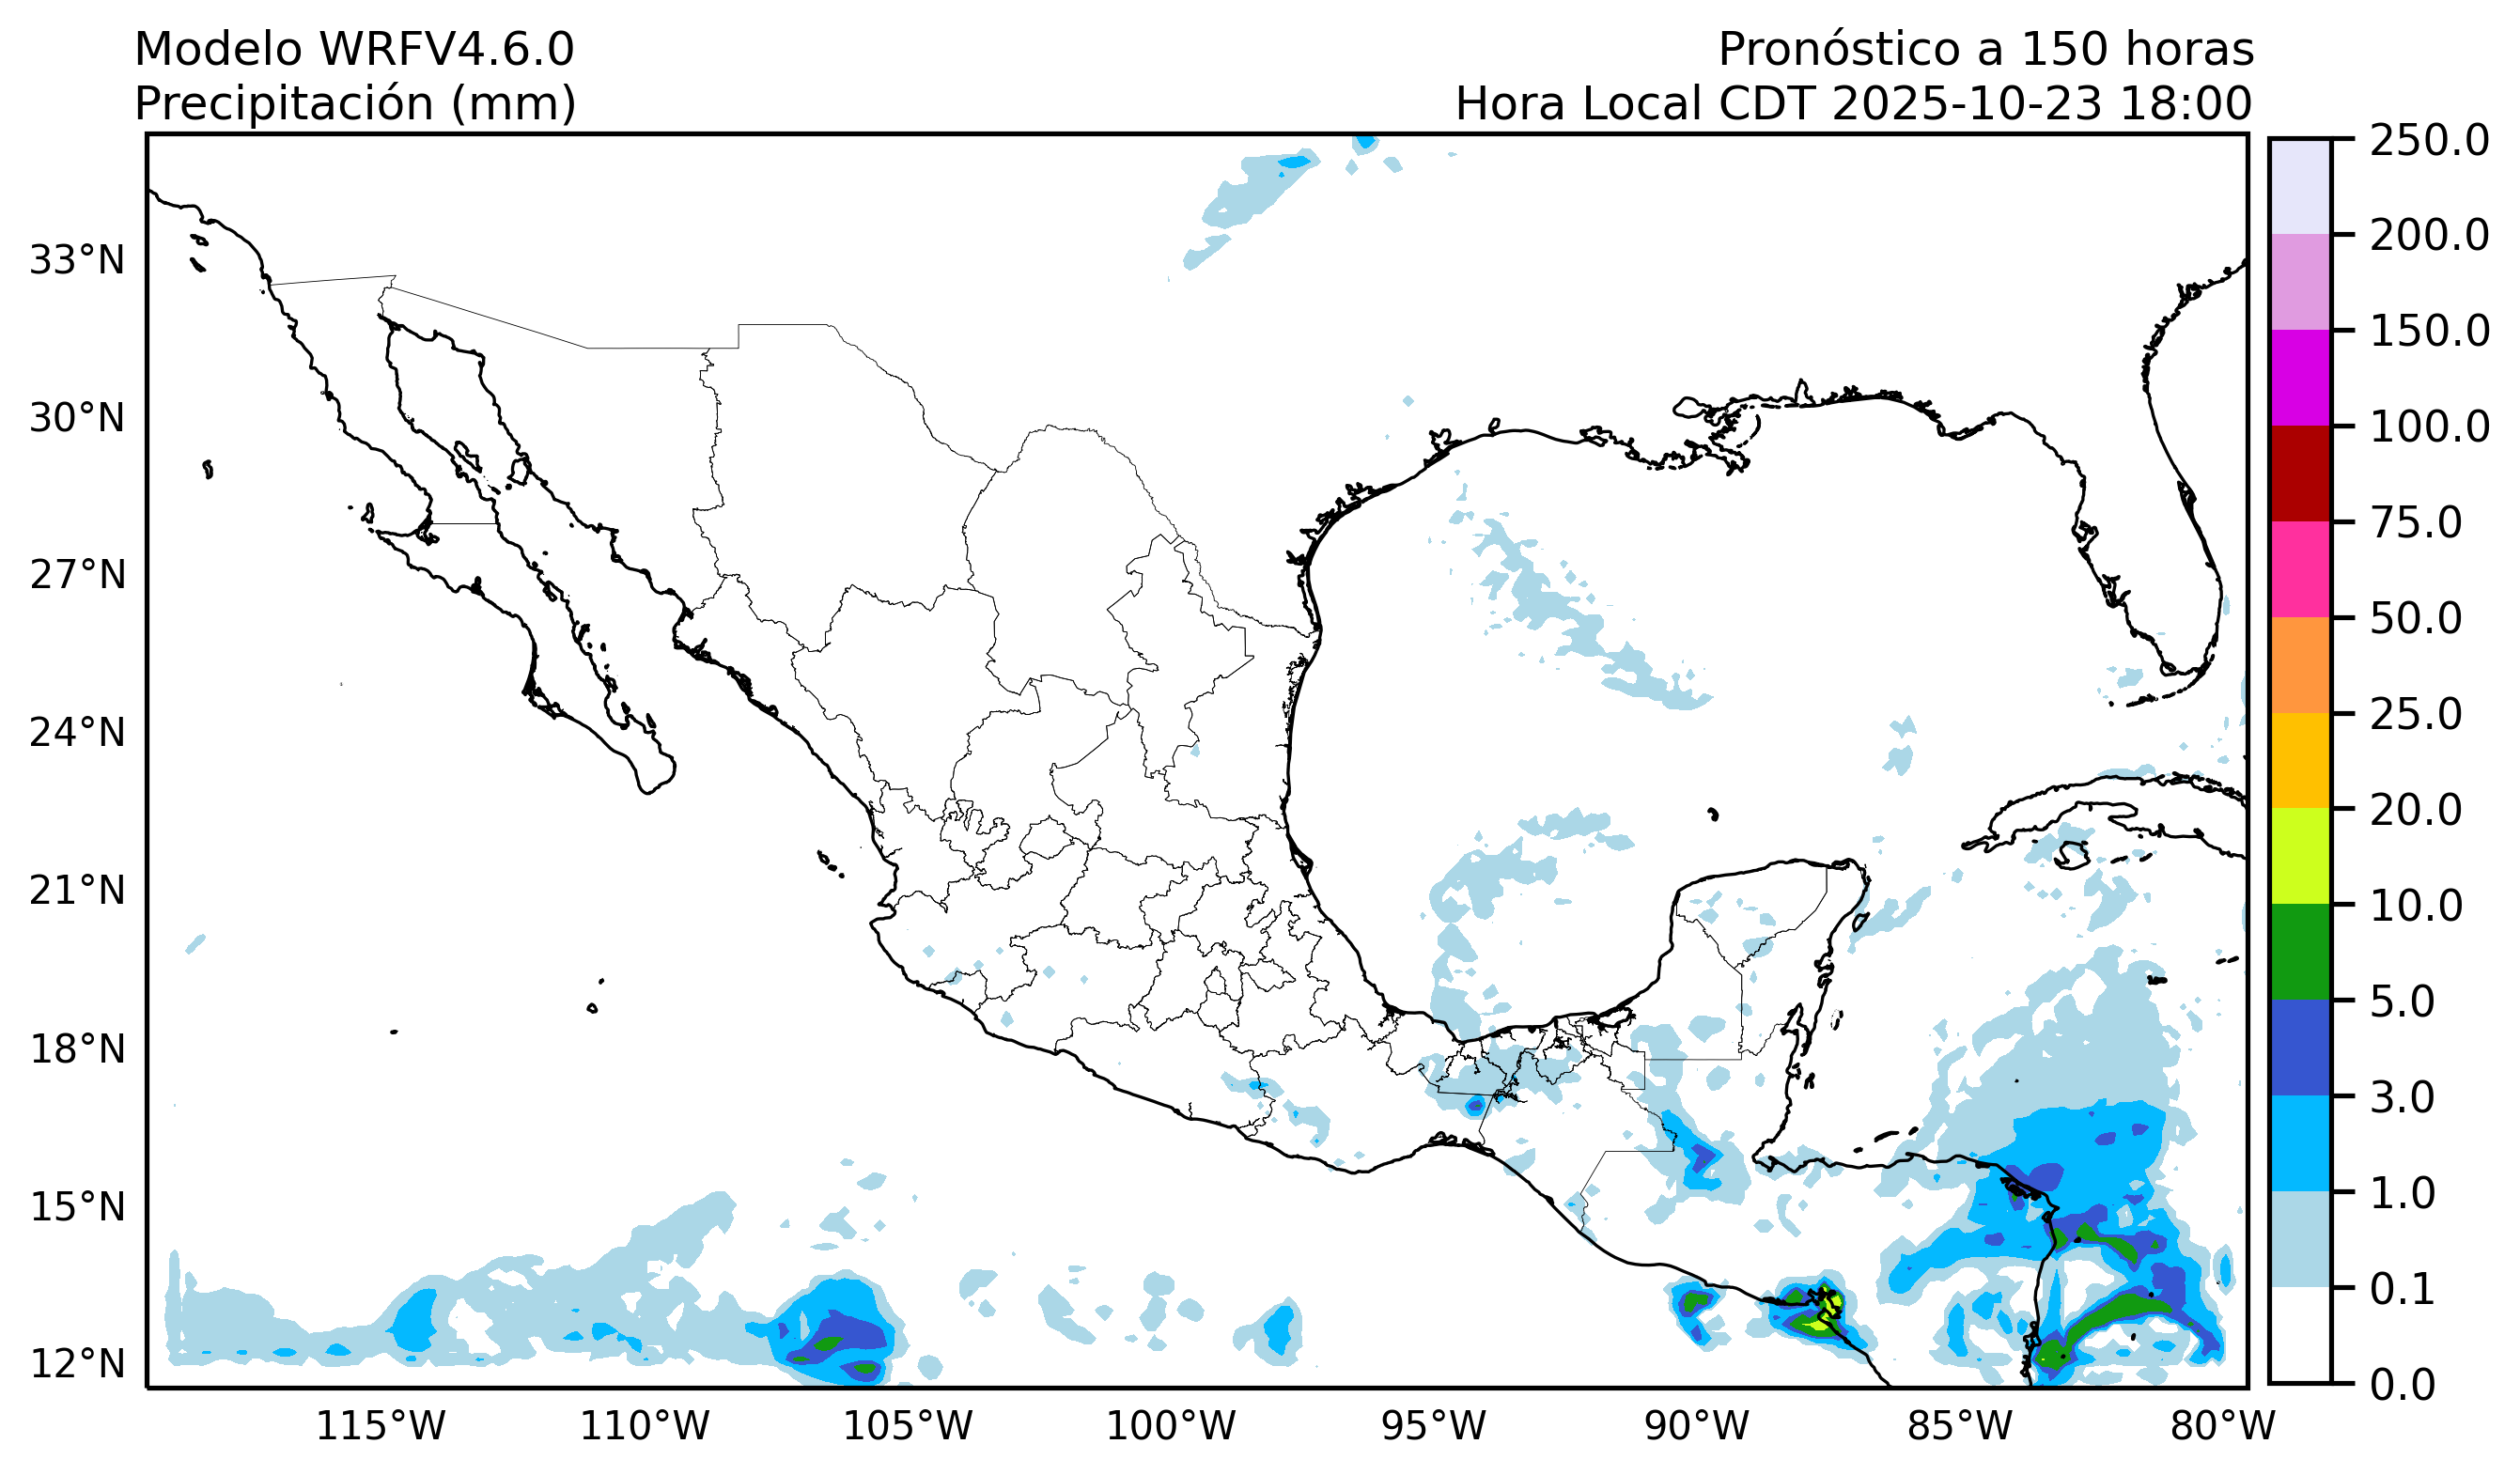 Modelo WRFV4.6.0
Precipitación (mm)
Pronóstico a 150 horas
Hora Local CDT 2025-10-23 18:00
33°N
30°N
27°N
24°N
21°N
18°N
15°N
12°N
115°W
110°W
105°W
100°W
95°W
90°W
85°W
80°W
250.0
200.0
150.0
100.0
75.0
50.0
25.0
20.0
10.0
5.0
3.0
1.0
0.1
0.0